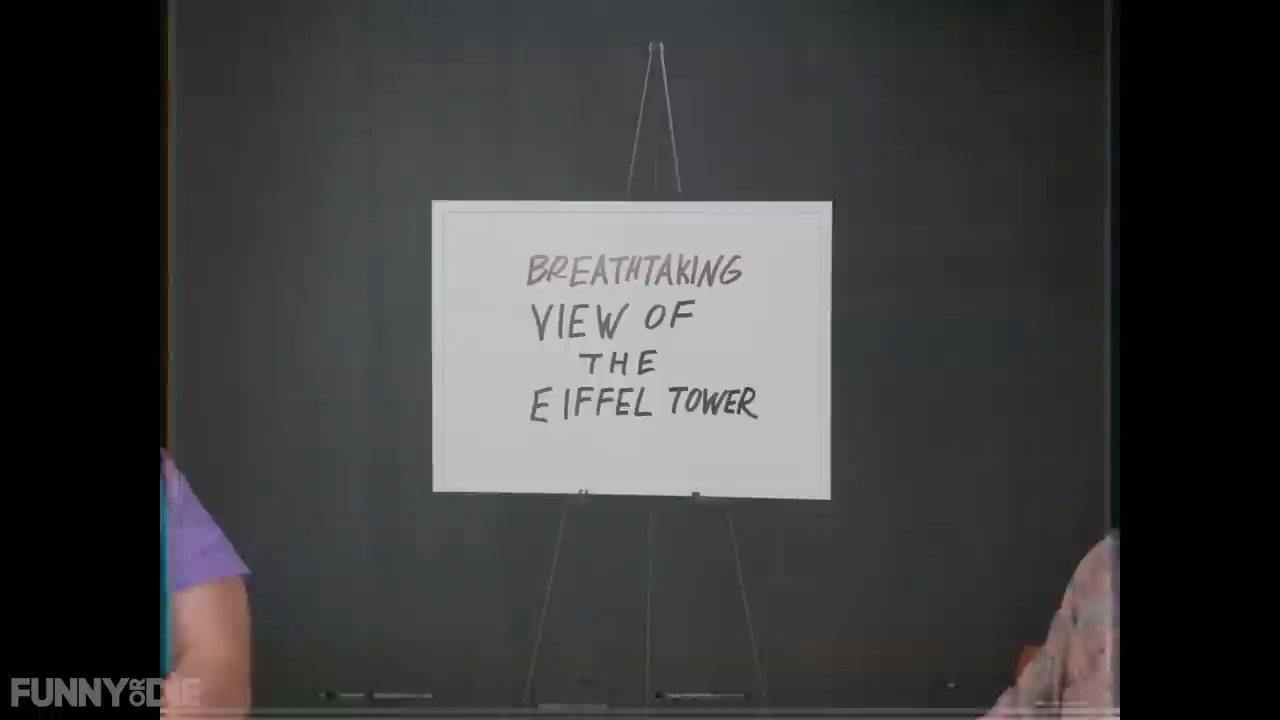 BREATHTAKING
VIEW OF
THE
EIFFEL TOWER
FUNNY OR DIE